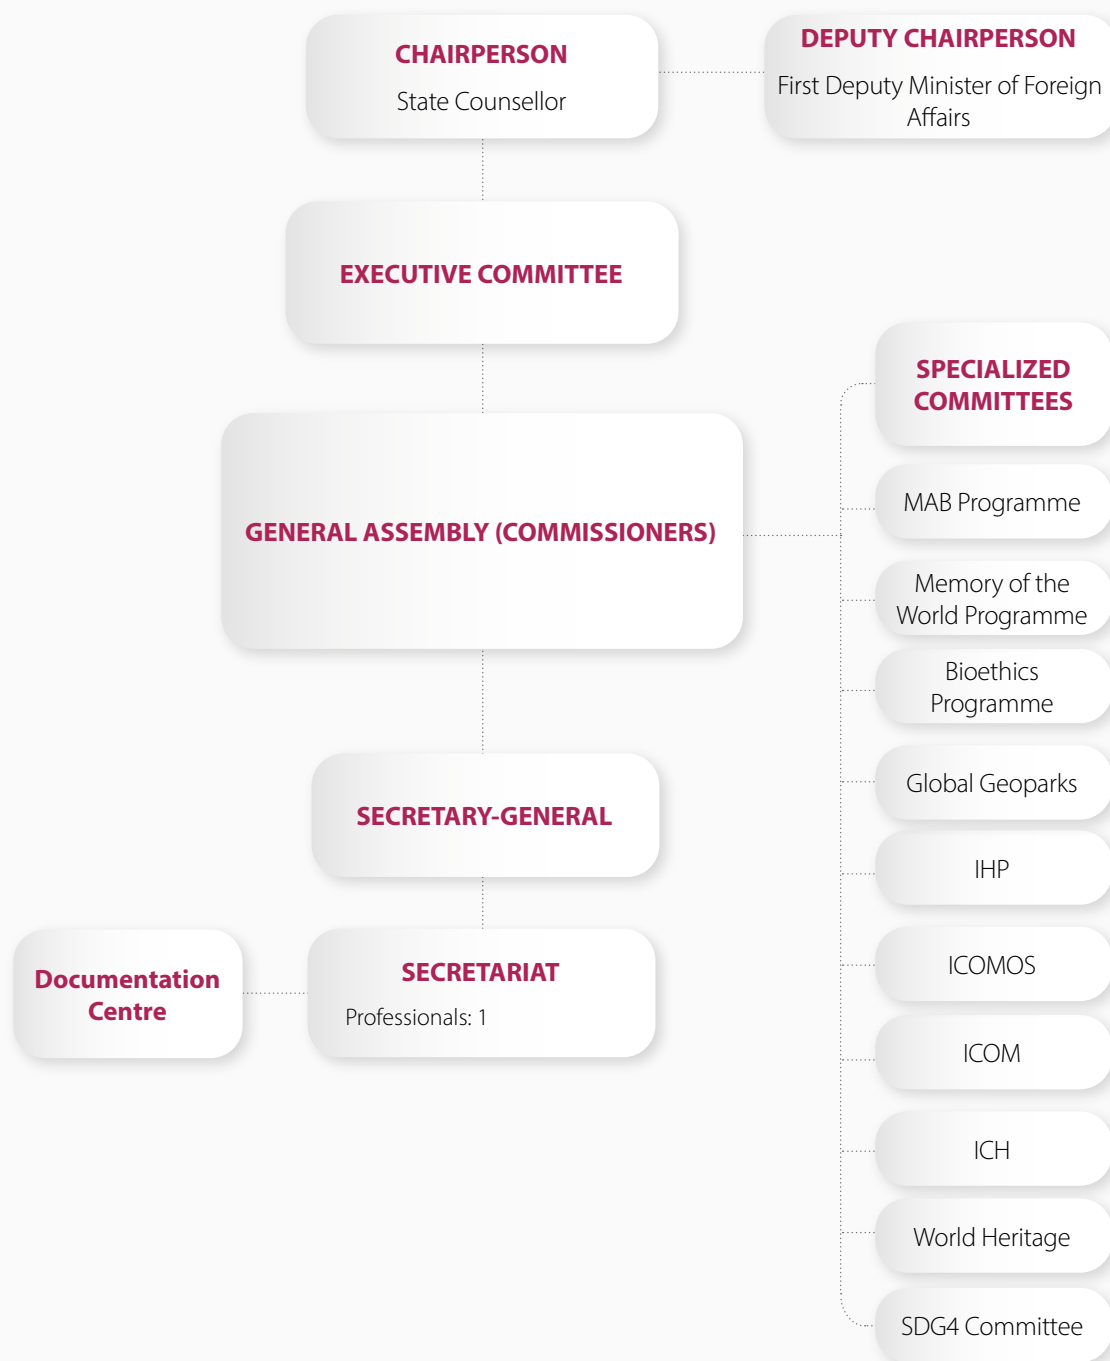 CHAIRPERSON
State Counsellor
DEPUTY CHAIRPERSON
First Deputy Minister of Foreign
Affairs
EXECUTIVE COMMITTEE
GENERAL ASSEMBLY (COMMISSIONERS)
SPECIALIZED
COMMITTEES
MAB Programme
Memory of the
World Programme
Bioethics
Programme
Global Geoparks
IHP
ICOMOS
ICOM
ICH
World Heritage
SDG4 Committee
SECRETARY-GENERAL
SECRETARIAT
Professionals: 1
Documentation
Centre